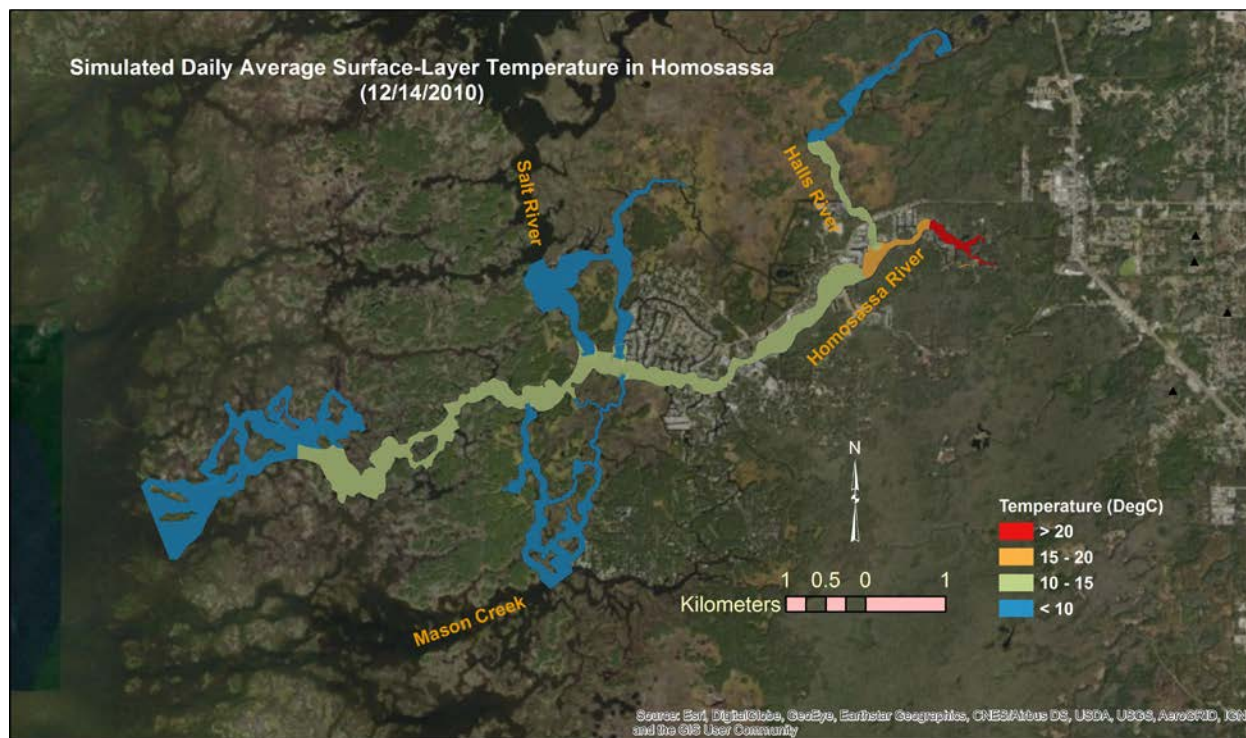 Simulated Daily Average Surface-Layer Temperature in Homosassa
(12/14/2010)
Salt River
Halls River
Homosassa River
Mason Creek
N
Temperature (DegC)
> 20
15 - 20
10 - 15
< 10
1 0.5 0 1
Kilometers
Source: Esri, DigitalGlobe, GeoEye, Earthstar Geographics, CNES/Airbus DS, USDA, USGS, AeroGRID, IGN
and the GIS User Community